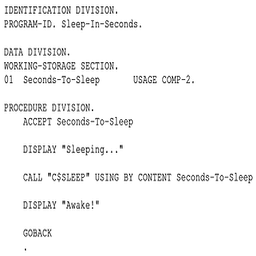 IDENTIFICATION DIVISION.
PROGRAM-ID. Sleep-In-Seconds.
DATA DIVISION.
WORKING-STORAGE SECTION.
01  Seconds-To-Sleep       USAGE COMP-2.
PROCEDURE DIVISION.
    ACCEPT Seconds-To-Sleep
    DISPLAY "Sleeping..."
    CALL "C$SLEEP" USING BY CONTENT Seconds-To-Sleep
    DISPLAY "Awake!"
    GOBACK
    .